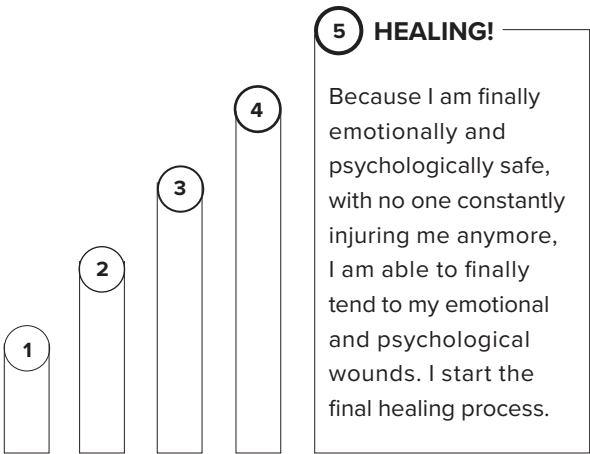 5 HEALING!
4
3
2
1
Because I am finally
emotionally and
psychologically safe,
with no one constantly
injuring me anymore,
I am able to finally
tend to my emotional
and psychological
wounds. I start the
final healing process.